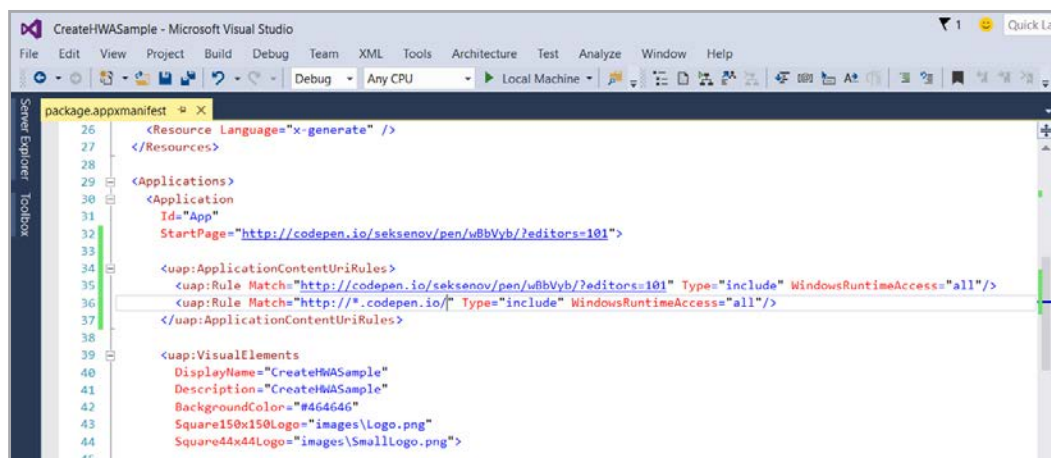 CreateHWASample - Microsoft Visual Studio
1
Quick La
File Edit View Project Build Debug Team XML Tools Architecture Test Analyze Window Help
Debug Any CPU Local Machine
Server Explorer
Toolbox
package.appxmanifest
26 <Resource Language="x-generate" />
27 </Resources>
28
29 <Applications>
30 <Application
31 Id="App"
32 StartPage="http://codepen.io/seksenov/pen/wBbVyb/?editors=101">
33
34 <uap:ApplicationContentUriRules>
35 <uap:Rule Match="http://codepen.io/seksenov/pen/wBbVyb/?editors=101" Type="include" WindowsRuntimeAccess="all"/>
36 <uap:Rule Match="http://*.codepen.io/" Type="include" WindowsRuntimeAccess="all"/>
37 </uap:ApplicationContentUriRules>
38
39 <uap:VisualElements
40 DisplayName="CreateHWASample"
41 Description="CreateHWASample"
42 BackgroundColor="#464646"
43 Square150x150Logo="images\Logo.png"
44 Square44x44Logo="images\SmallLogo.png">